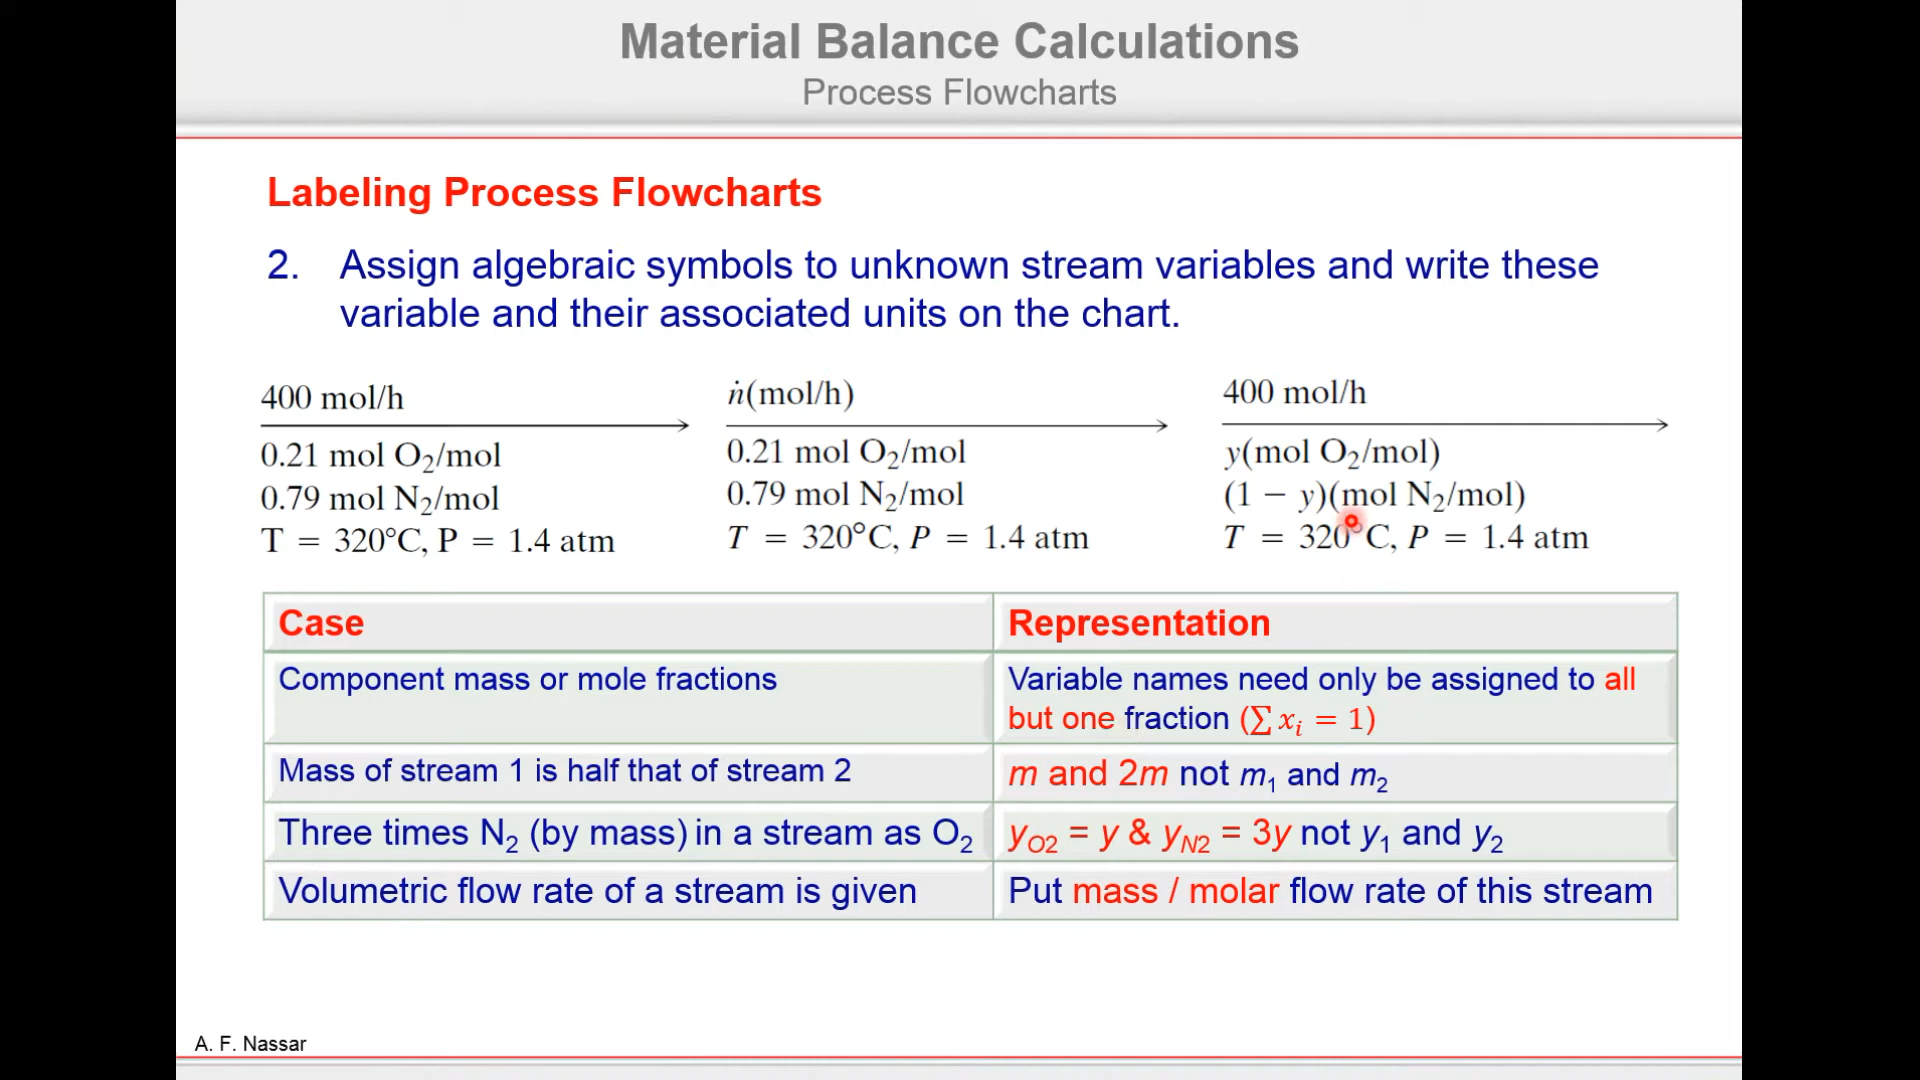 Material Balance Calculations
Process Flowcharts
Labeling Process Flowcharts
2. Assign algebraic symbols to unknown stream variables and write these
variable and their associated units on the chart.
400 mol/h
0.21 mol O₂/mol
0.79 mol N₂/mol
T = 320°C, P = 1.4 atm
ṅ(mol/h)
0.21 mol O₂/mol
0.79 mol N₂/mol
T = 320°C, P = 1.4 atm
400 mol/h
y(mol O₂/mol)
(1 − y)(mol N₂/mol)
T = 320°C, P = 1.4 atm
Case
Representation
Component mass or mole fractions
Variable names need only be assigned to all
but one fraction (∑ xᵢ = 1)
Mass of stream 1 is half that of stream 2
m and 2m not m₁ and m₂
Three times N₂ (by mass) in a stream as O₂
y_O2 = y & y_N2 = 3y not y₁ and y₂
Volumetric flow rate of a stream is given
Put mass / molar flow rate of this stream
A. F. Nassar